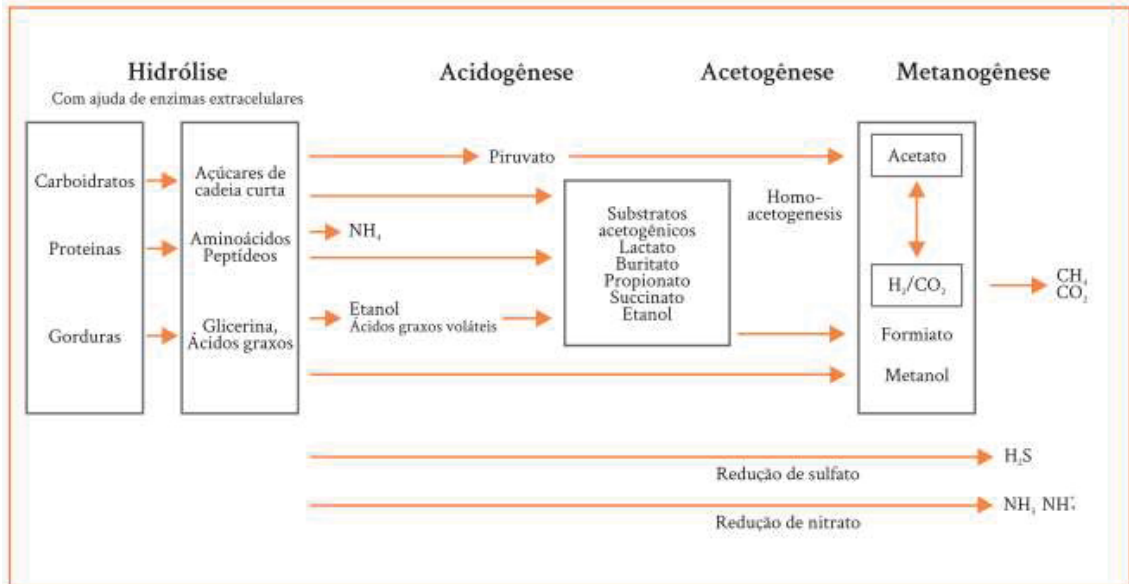 Hidrólise
Com ajuda de enzimas extracelulares
Acidogênese
Acetogênese
Metanogênese
Carboidratos
Proteinas
Gorduras
Açúcares de
cadeia curta
Aminoácidos
Peptídeos
Glicerina,
Ácidos graxos
Piruvato
NH₄
Etanol
Ácidos graxos voláteis
Substratos
acetogênicos
Lactato
Buritato
Propionato
Succinato
Etanol
Homo-
acetogenesis
Acetato
H₂/CO₂
Formiato
Metanol
CH₄
CO₂
Redução de sulfato
H₂S
Redução de nitrato
NH₃ NH₄⁺